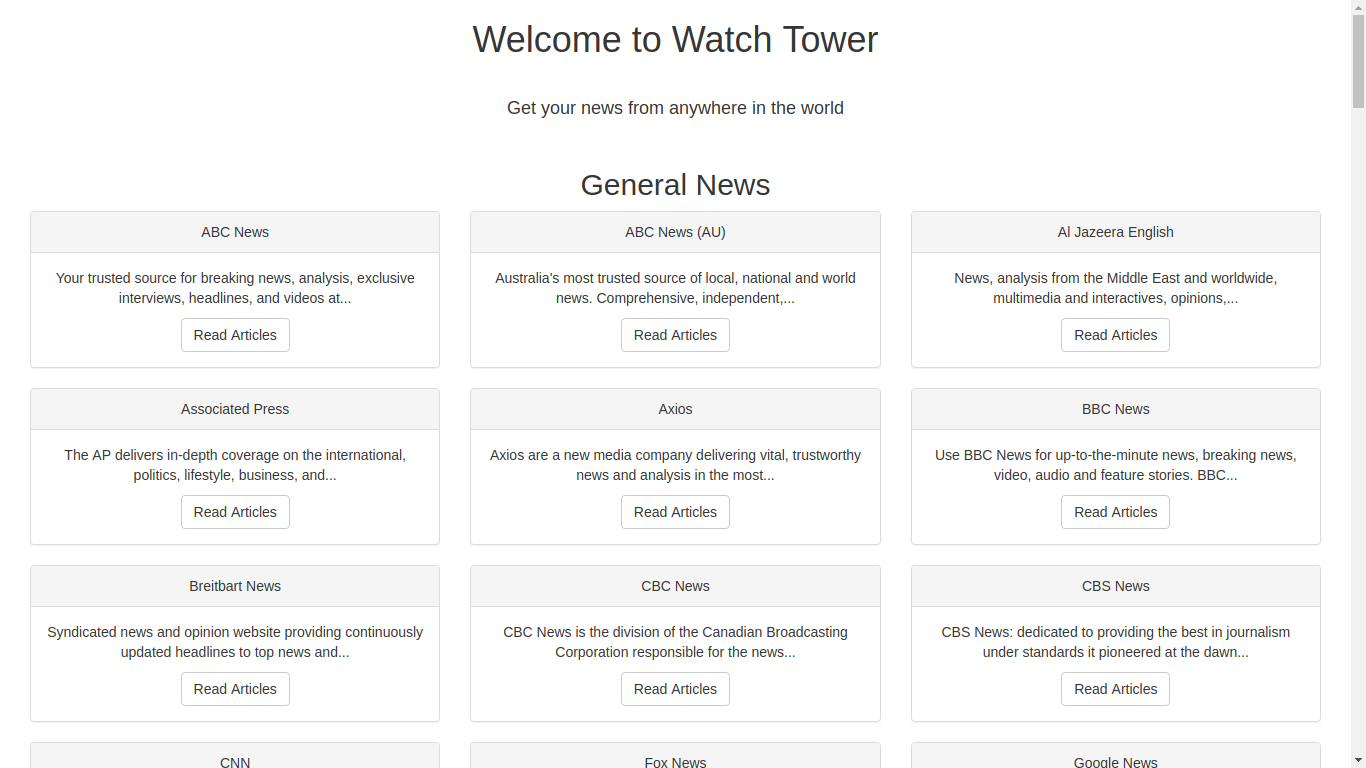 Welcome to Watch Tower
Get your news from anywhere in the world
General News
ABC News
Your trusted source for breaking news, analysis, exclusive
interviews, headlines, and videos at...
Read Articles
ABC News (AU)
Australia's most trusted source of local, national and world
news. Comprehensive, independent,...
Read Articles
Al Jazeera English
News, analysis from the Middle East and worldwide,
multimedia and interactives, opinions,...
Read Articles
Associated Press
The AP delivers in-depth coverage on the international,
politics, lifestyle, business, and...
Read Articles
Axios
Axios are a new media company delivering vital, trustworthy
news and analysis in the most...
Read Articles
BBC News
Use BBC News for up-to-the-minute news, breaking news,
video, audio and feature stories. BBC...
Read Articles
Breitbart News
Syndicated news and opinion website providing continuously
updated headlines to top news and...
Read Articles
CBC News
CBC News is the division of the Canadian Broadcasting
Corporation responsible for the news...
Read Articles
CBS News
CBS News: dedicated to providing the best in journalism
under standards it pioneered at the dawn...
Read Articles
CNN
Fox News
Google News